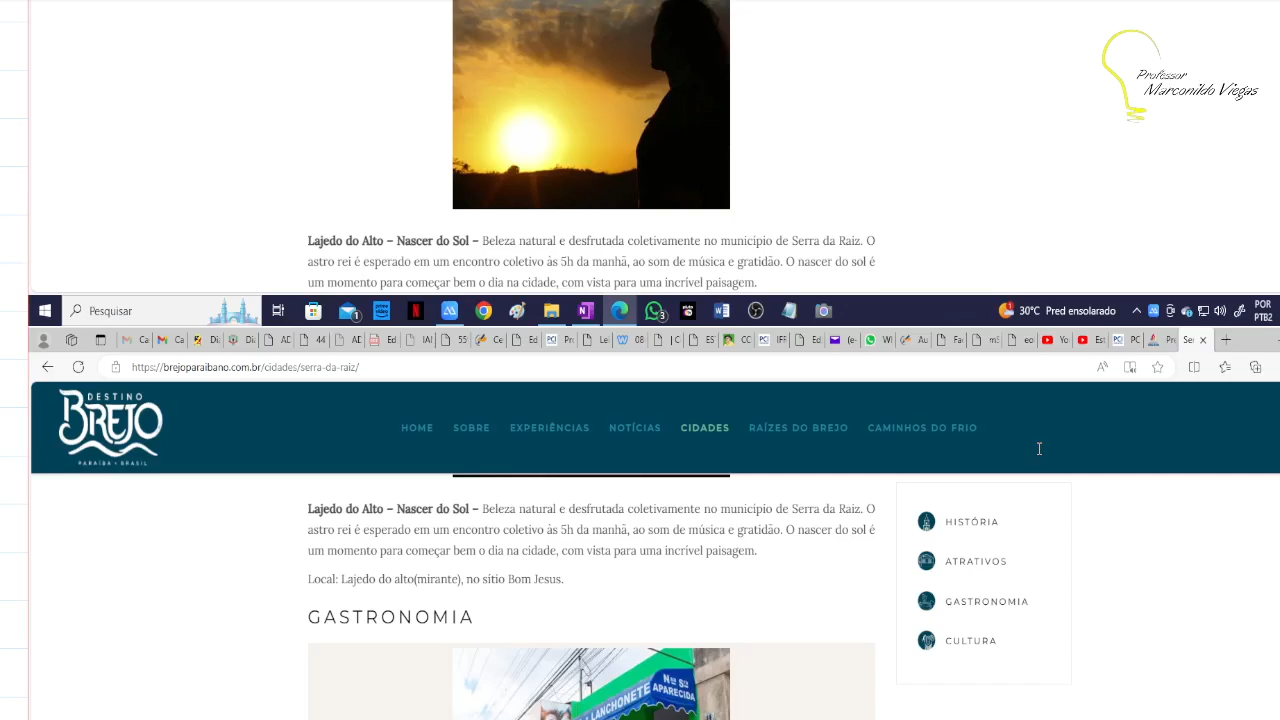 Professor
Marconildo Viegas
Lajedo do Alto – Nascer do Sol – Beleza natural e desfrutada coletivamente no município de Serra da Raiz. O
astro rei é esperado em um encontro coletivo às 5h da manhã, ao som de música e gratidão. O nascer do sol é
um momento para começar bem o dia na cidade, com vista para uma incrível paisagem.
Pesquisar
30°C Pred ensolarado
POR
PTB2
https://brejoparaibano.com.br/cidades/serra-da-raiz/
DESTINO
BREJO
PARAÍBA • BRASIL
HOME SOBRE EXPERIÊNCIAS NOTÍCIAS CIDADES RAÍZES DO BREJO CAMINHOS DO FRIO
Lajedo do Alto – Nascer do Sol – Beleza natural e desfrutada coletivamente no município de Serra da Raiz. O
astro rei é esperado em um encontro coletivo às 5h da manhã, ao som de música e gratidão. O nascer do sol é
um momento para começar bem o dia na cidade, com vista para uma incrível paisagem.
Local: Lajedo do alto(mirante), no sítio Bom Jesus.
GASTRONOMIA
LANCHONETE
Nª Sª
APARECIDA
HISTÓRIA
ATRATIVOS
GASTRONOMIA
CULTURA